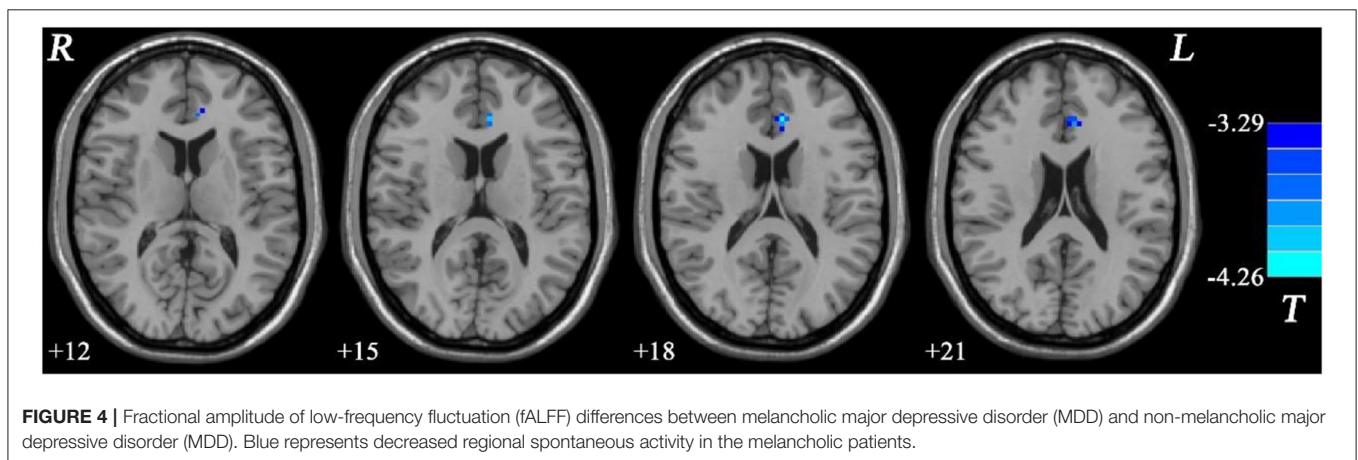 R
L
-3.29
-4.26
T
+12
+15
+18
+21
FIGURE 4 | Fractional amplitude of low-frequency fluctuation (fALFF) differences between melancholic major depressive disorder (MDD) and non-melancholic major
depressive disorder (MDD). Blue represents decreased regional spontaneous activity in the melancholic patients.